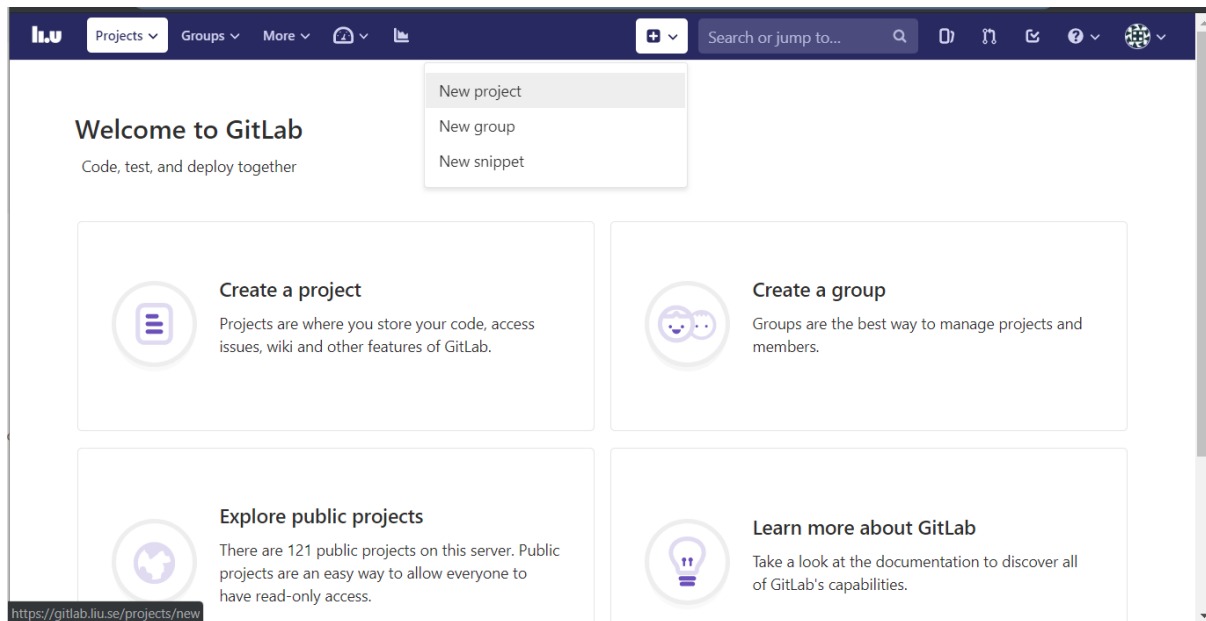 li.u Projects Groups More Search or jump to...
New project
New group
New snippet
Welcome to GitLab
Code, test, and deploy together
Create a project
Projects are where you store your code, access
issues, wiki and other features of GitLab.
Create a group
Groups are the best way to manage projects and
members.
Explore public projects
There are 121 public projects on this server. Public
projects are an easy way to allow everyone to
have read-only access.
Learn more about GitLab
Take a look at the documentation to discover all
of GitLab's capabilities.
https://gitlab.liu.se/projects/new